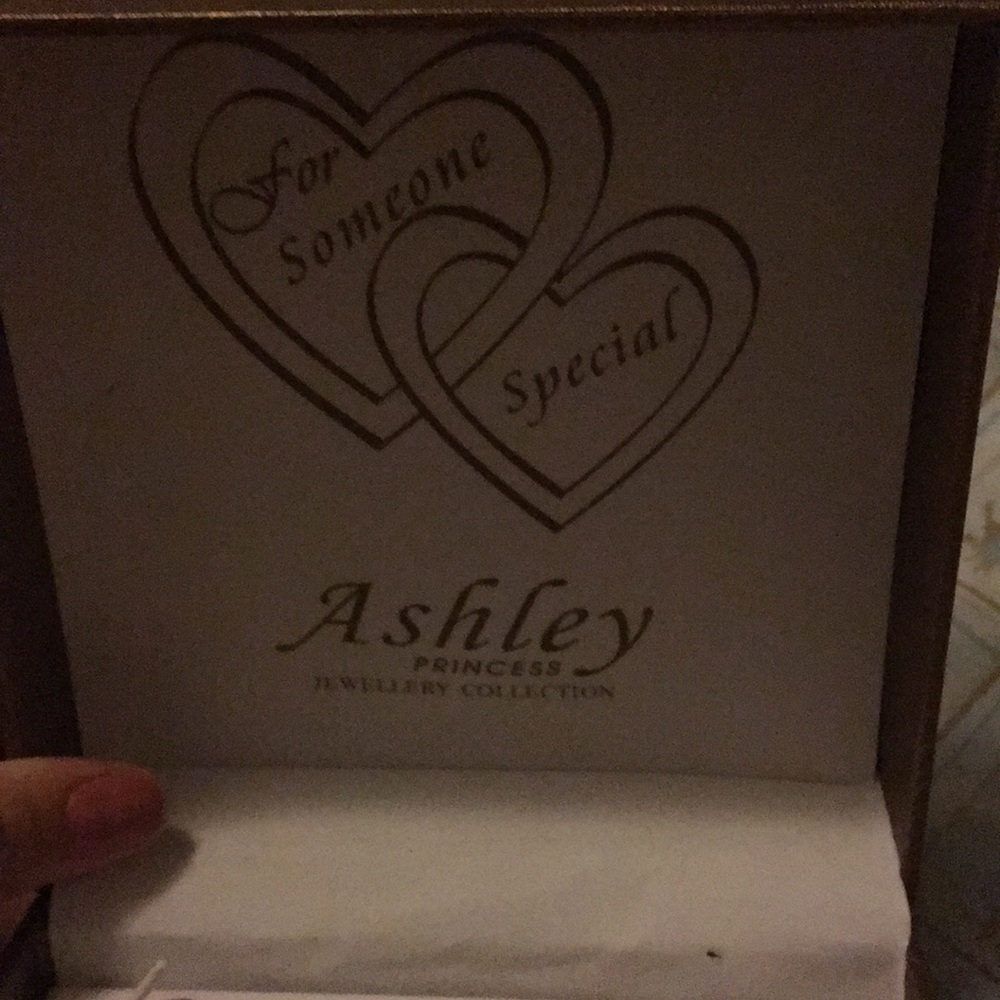 For
Someone
Special
Ashley
PRINCESS
JEWELLERY COLLECTION